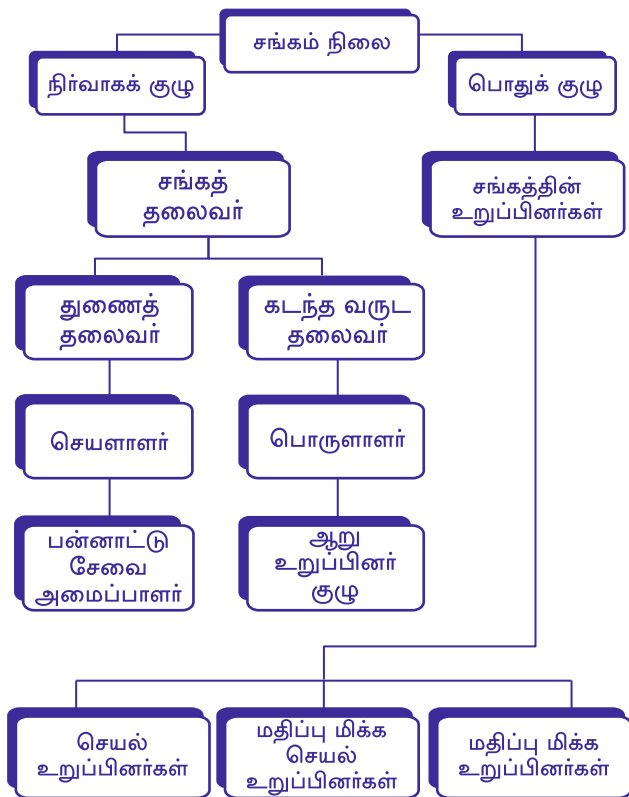 சங்கம் நிலை
நிர்வாகக் குழு
பொதுக் குழு
சங்கத்
தலைவர்
சங்கத்தின்
உறுப்பினர்கள்
துணைத்
தலைவர்
கடந்த வருட
தலைவர்
செயளாளர்
பொருளாளர்
பன்னாட்டு
சேவை
அமைப்பாளர்
ஆறு
உறுப்பினர்
குழு
செயல்
உறுப்பினர்கள்
மதிப்பு மிக்க
செயல்
உறுப்பினர்கள்
மதிப்பு மிக்க
உறுப்பினர்கள்